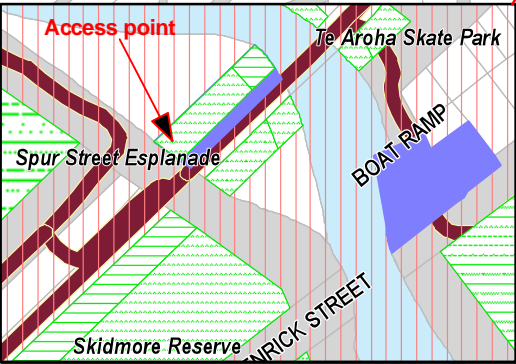 Access point
Te Aroha Skate Park
BOAT RAMP
Spur Street Esplanade
ENRICK STREET
Skidmore Reserve